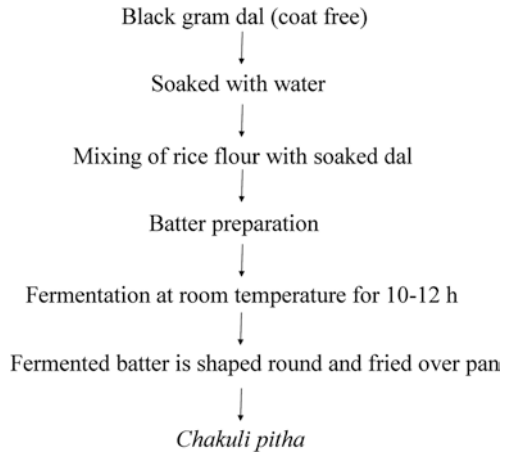 Black gram dal (coat free)
Soaked with water
Mixing of rice flour with soaked dal
Batter preparation
Fermentation at room temperature for 10-12 h
Fermented batter is shaped round and fried over pan
Chakuli pitha